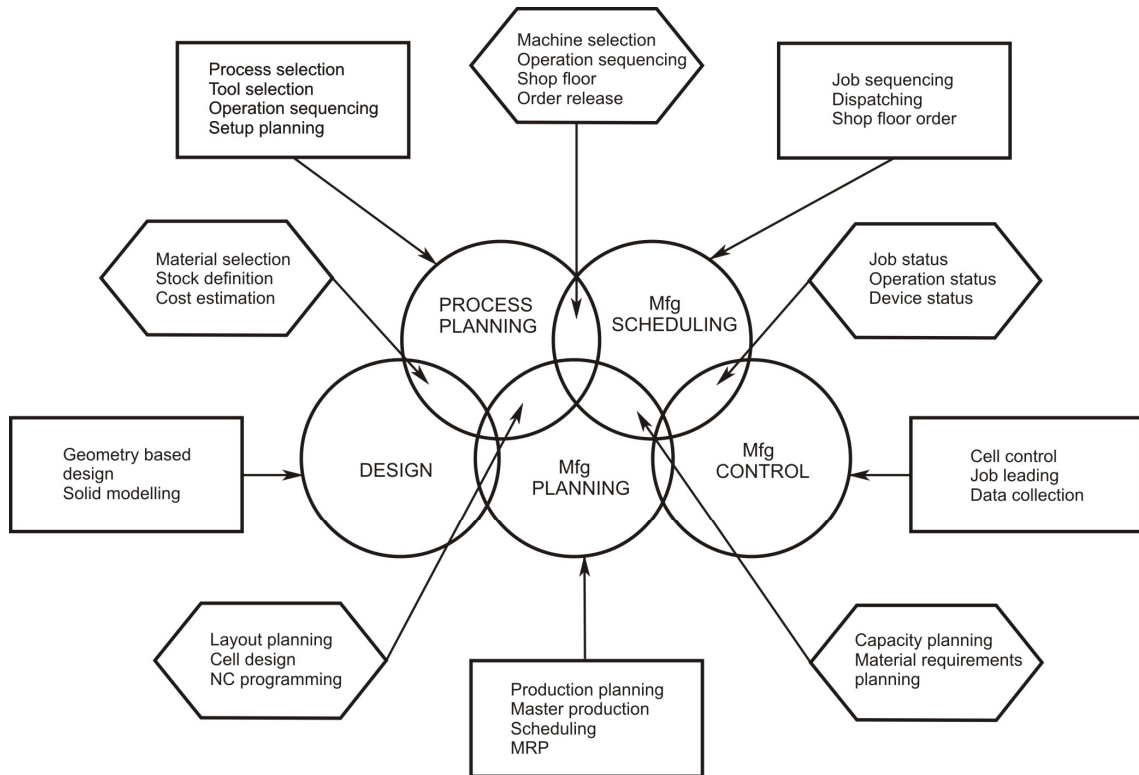 Machine selection
Operation sequencing
Shop floor
Order release
Process selection
Tool selection
Operation sequencing
Setup planning
Job sequencing
Dispatching
Shop floor order
Material selection
Stock definition
Cost estimation
PROCESS
PLANNING
Mfg
SCHEDULING
Job status
Operation status
Device status
Geometry based
design
Solid modelling
DESIGN
Mfg
PLANNING
Mfg
CONTROL
Cell control
Job leading
Data collection
Layout planning
Cell design
NC programming
Production planning
Master production
Scheduling
MRP
Capacity planning
Material requirements
planning